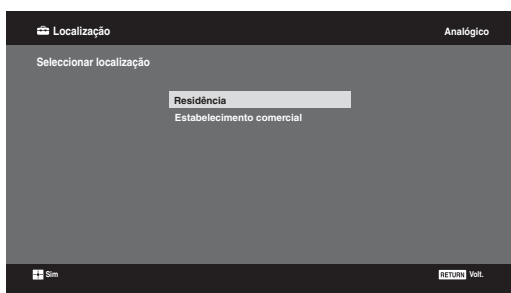 Localização
Analógico
Seleccionar localização
Residência
Estabelecimento comercial
Sim
RETURN Volt.